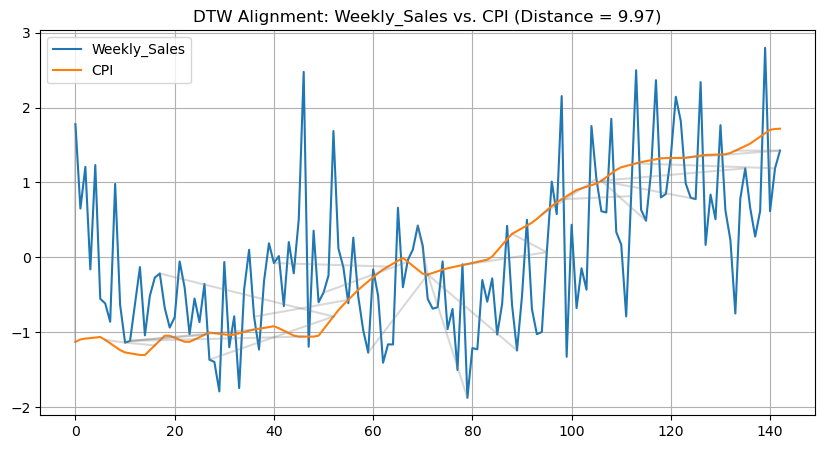 DTW Alignment: Weekly_Sales vs. CPI (Distance = 9.97)
Weekly_Sales
CPI
3
2
1
0
−1
−2
0 20 40 60 80 100 120 140